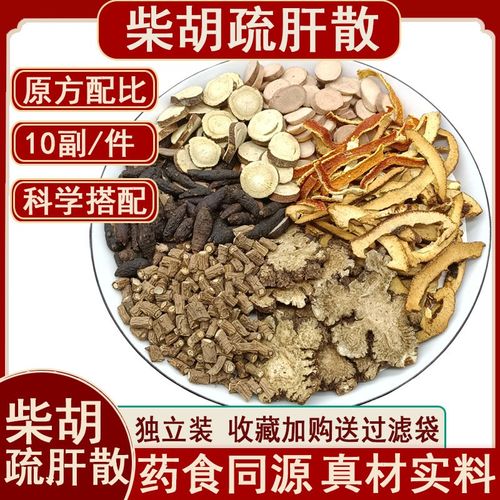 柴胡疏肝散
原方配比
10副/件
科学搭配
柴胡
疏肝散
独立装 收藏加购送过滤袋
药食同源 真材实料